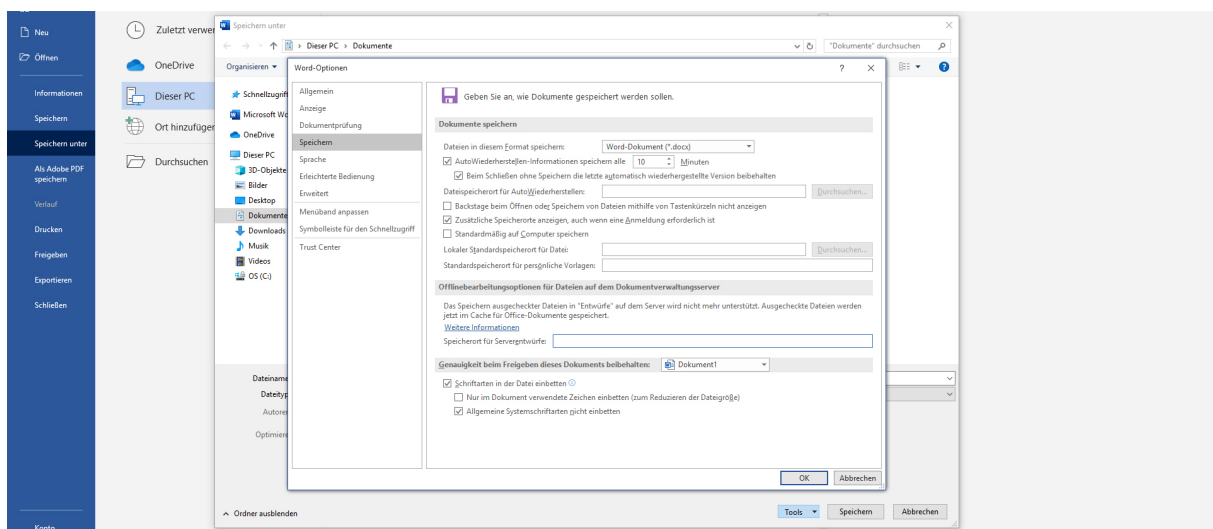 Neu
Öffnen
Informationen
Speichern
Speichern unter
Als Adobe PDF
speichern
Verlauf
Drucken
Freigeben
Exportieren
Schließen
Konto
Zuletzt verwer
OneDrive
Dieser PC
Ort hinzufüger
Durchsuchen
Speichern unter
Dieser PC > Dokumente
"Dokumente" durchsuchen
Organisieren
Schnellzugriff
Microsoft Wo
OneDrive
Dieser PC
3D-Objekte
Bilder
Desktop
Dokumente
Downloads
Musik
Videos
OS (C:)
Dateiname
Dateityp
Autore
Optimiere
Ordner ausblenden
Tools
Speichern
Abbrechen
Word-Optionen
?
Allgemein
Anzeige
Dokumentprüfung
Speichern
Sprache
Erleichterte Bedienung
Erweitert
Menüband anpassen
Symbolleiste für den Schnellzugriff
Trust Center
Geben Sie an, wie Dokumente gespeichert werden sollen.
Dokumente speichern
Dateien in diesem Format speichern: Word-Dokument (*.docx)
AutoWiederherstellen-Informationen speichern alle 10 Minuten
Beim Schließen ohne Speichern die letzte automatisch wiederhergestellte Version beibehalten
Dateispeicherort für AutoWiederherstellen: Durchsuchen...
Backstage beim Öffnen oder Speichern von Dateien mithilfe von Tastenkürzeln nicht anzeigen
Zusätzliche Speicherorte anzeigen, auch wenn eine Anmeldung erforderlich ist
Standardmäßig auf Computer speichern
Lokaler Standardspeicherort für Datei: Durchsuchen...
Standardspeicherort für persönliche Vorlagen:
Offlinebearbeitungsoptionen für Dateien auf dem Dokumentverwaltungsserver
Das Speichern ausgecheckter Dateien in "Entwürfe" auf dem Server wird nicht mehr unterstützt. Ausgecheckte Dateien werden
jetzt im Cache für Office-Dokumente gespeichert.
Weitere Informationen
Speicherort für Serverentwürfe:
Genauigkeit beim Freigeben dieses Dokuments beibehalten: Dokument1
Schriftarten in der Datei einbetten
Nur im Dokument verwendete Zeichen einbetten (zum Reduzieren der Dateigröße)
Allgemeine Systemschriftarten nicht einbetten
OK
Abbrechen